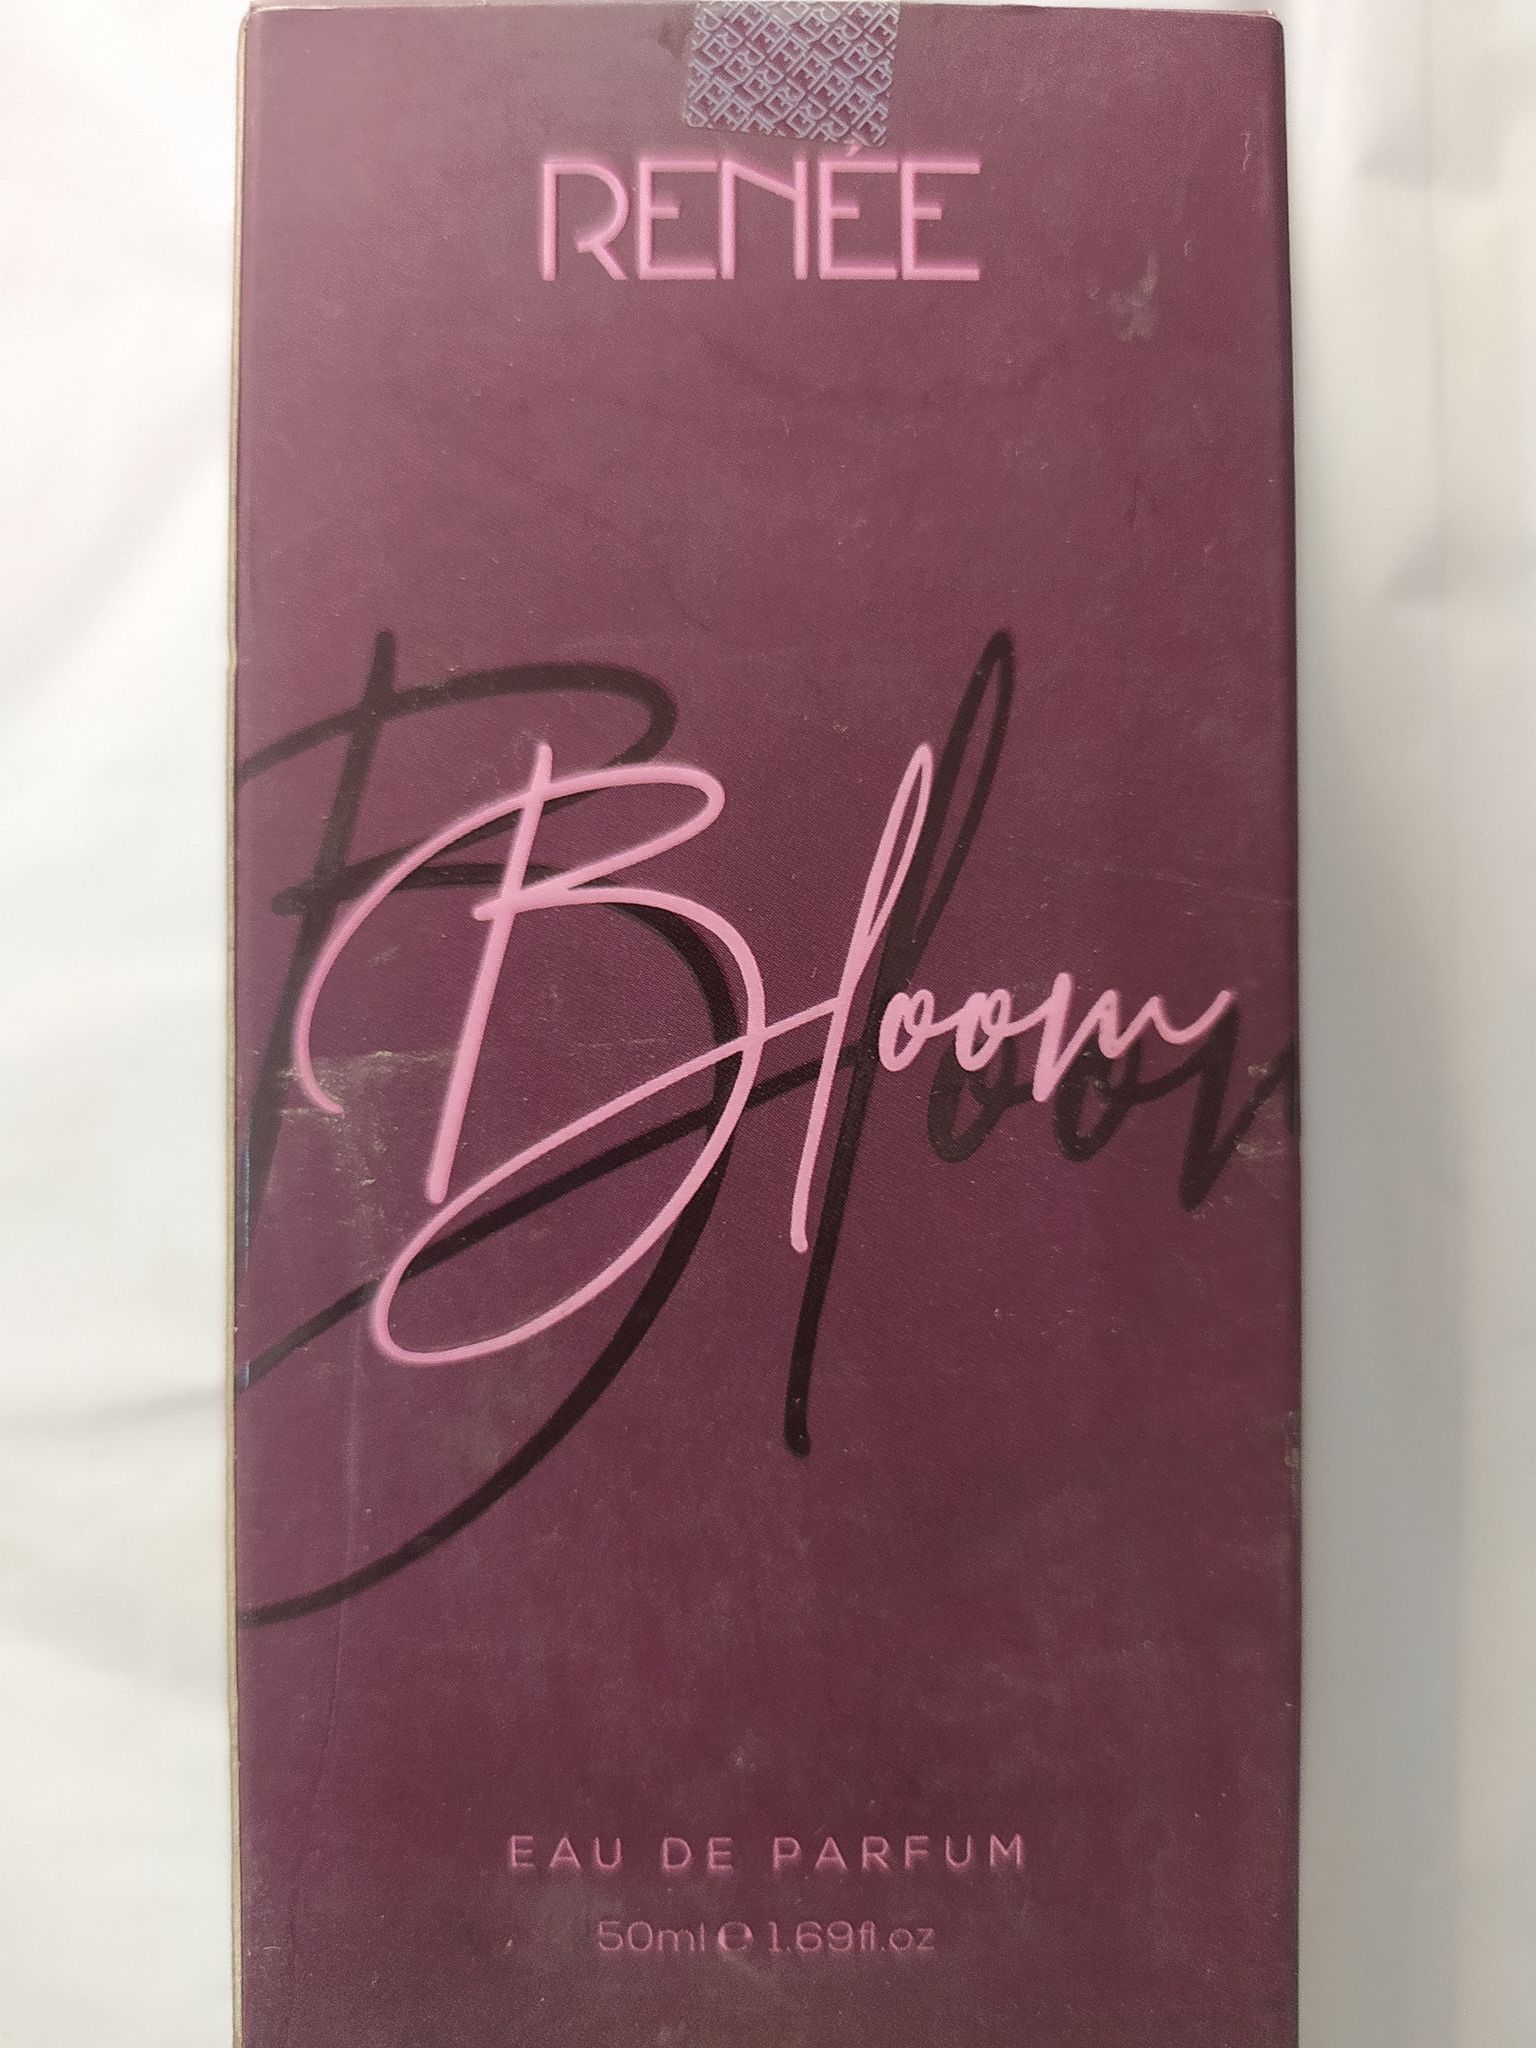 RENÉE
Bloom
EAU DE PARFUM
50ml ℮ 1.69fl.oz